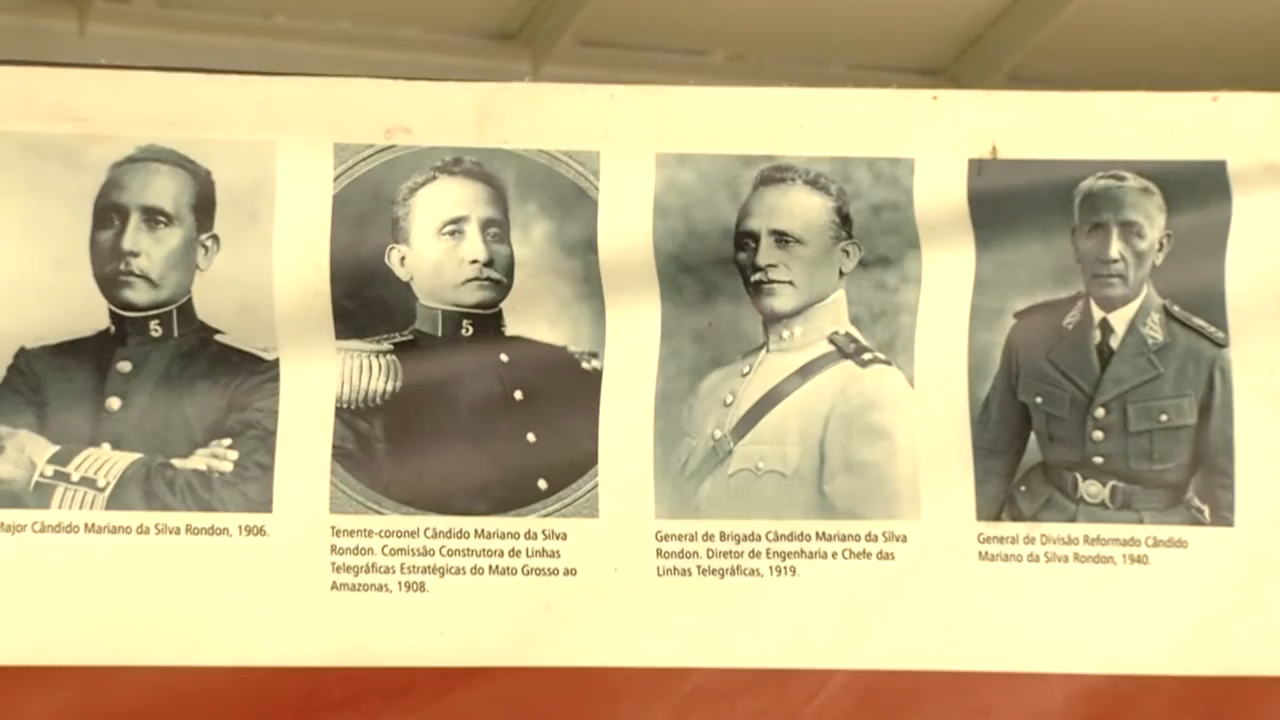 5
5
Major Cândido Mariano da Silva Rondon, 1906.
Tenente-coronel Cândido Mariano da Silva
Rondon. Comissão Construtora de Linhas
Telegráficas Estratégicas do Mato Grosso ao
Amazonas, 1908.
General de Brigada Cândido Mariano da Silva
Rondon. Diretor de Engenharia e Chefe das
Linhas Telegráficas, 1919.
General de Divisão Reformado Cândido
Mariano da Silva Rondon, 1940.